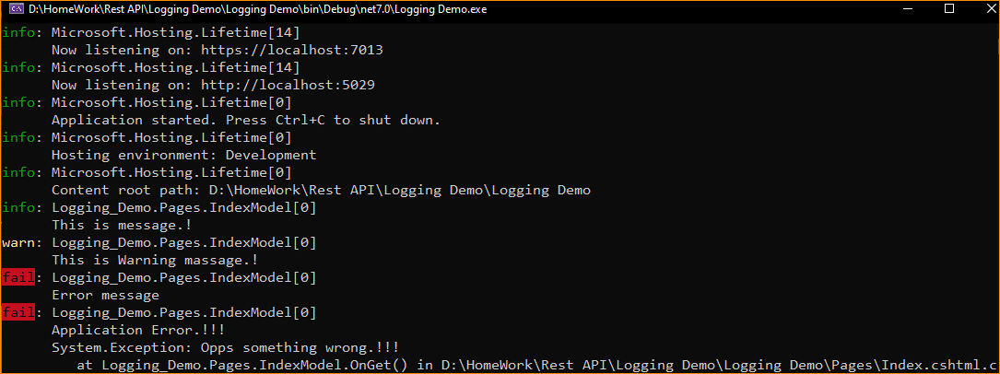 D:\HomeWork\Rest API\Logging Demo\Logging Demo\bin\Debug\net7.0\Logging Demo.exe
info: Microsoft.Hosting.Lifetime[14]
Now listening on: https://localhost:7013
info: Microsoft.Hosting.Lifetime[14]
Now listening on: http://localhost:5029
info: Microsoft.Hosting.Lifetime[0]
Application started. Press Ctrl+C to shut down.
info: Microsoft.Hosting.Lifetime[0]
Hosting environment: Development
info: Microsoft.Hosting.Lifetime[0]
Content root path: D:\HomeWork\Rest API\Logging Demo\Logging Demo
info: Logging_Demo.Pages.IndexModel[0]
This is message.!
warn: Logging_Demo.Pages.IndexModel[0]
This is Warning massage.!
fail: Logging_Demo.Pages.IndexModel[0]
Error message
fail: Logging_Demo.Pages.IndexModel[0]
Application Error.!!!
System.Exception: Opps something wrong.!!!
at Logging_Demo.Pages.IndexModel.OnGet() in D:\HomeWork\Rest API\Logging Demo\Logging Demo\Pages\Index.cshtml.c